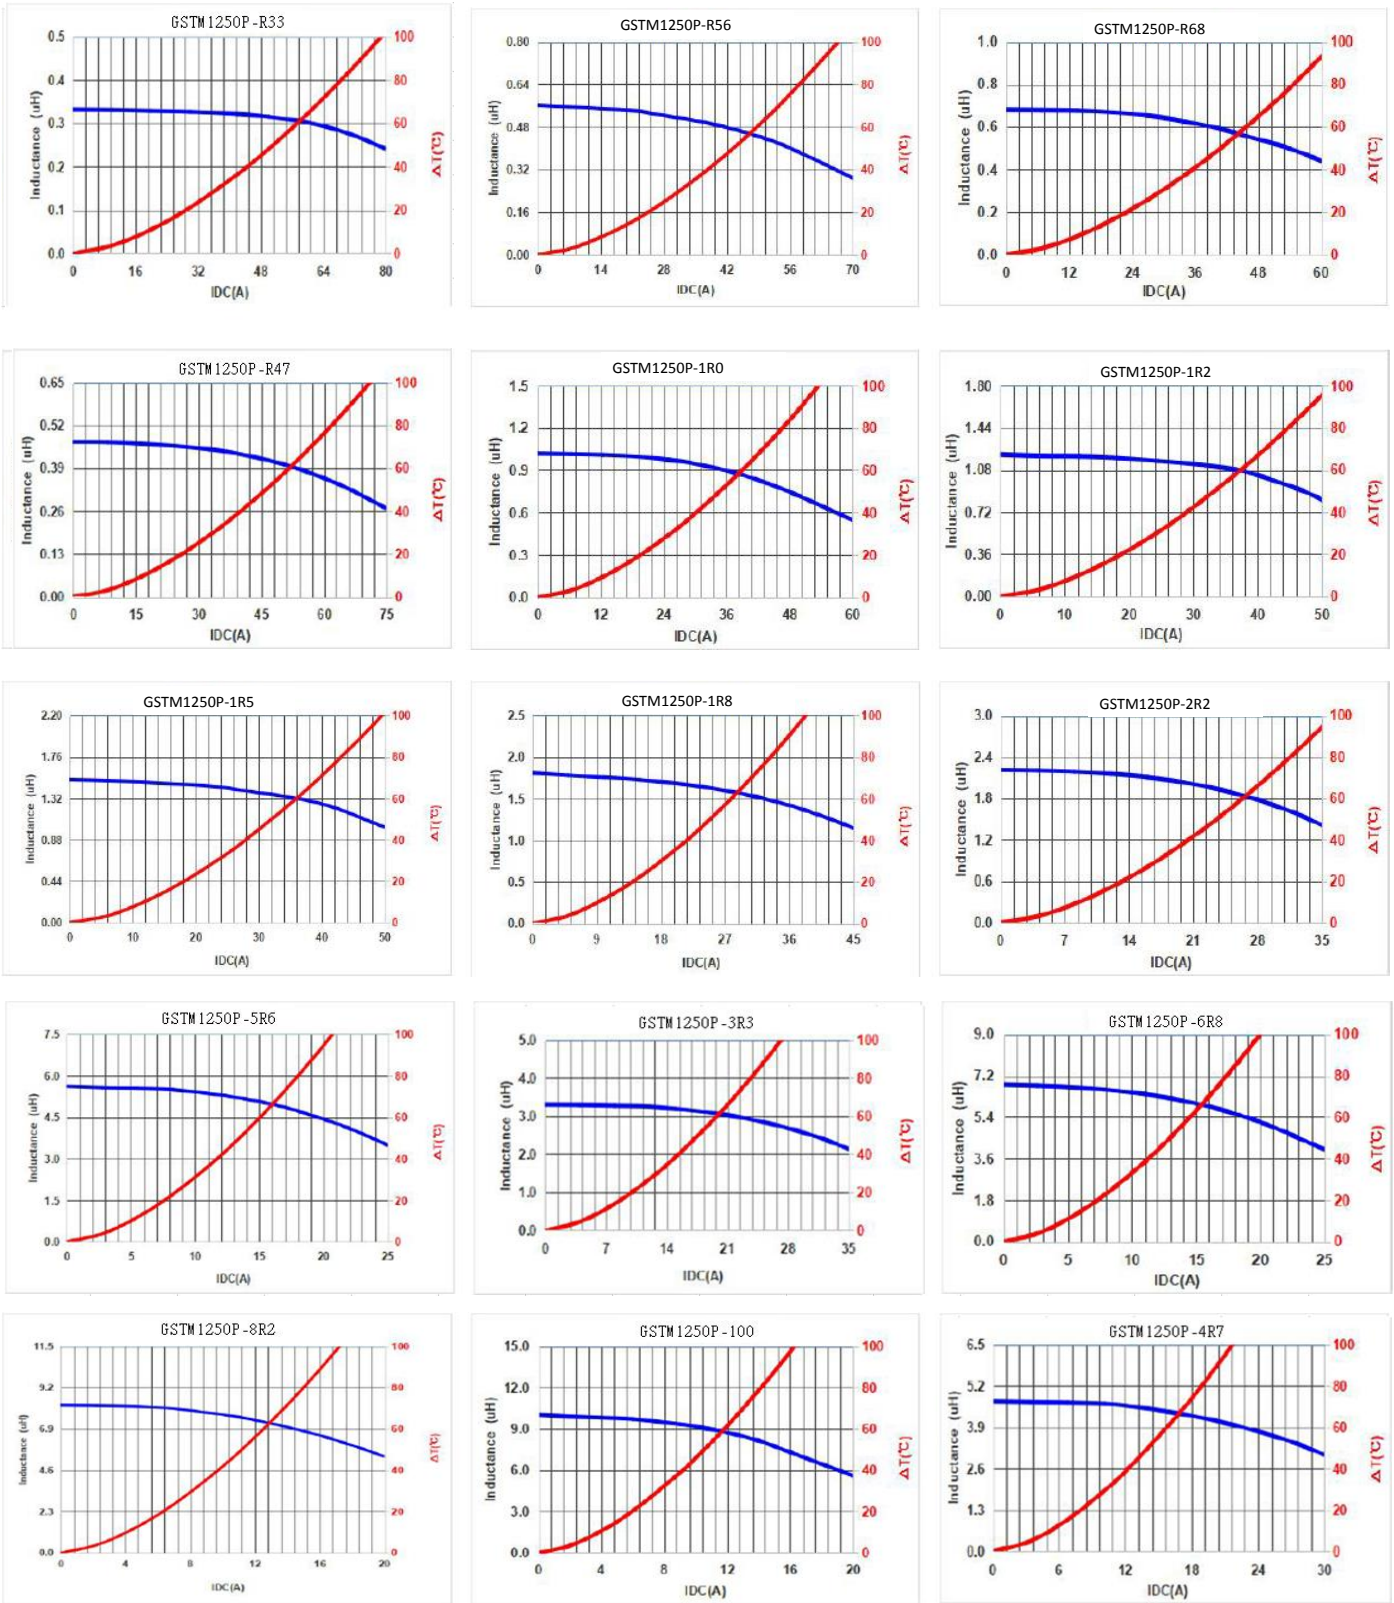 GSTM1250P-R33
0.5
0.4
0.3
0.2
0.1
0.0
Inductance (uH)
100
80
60
40
20
0
ΔT(℃)
0 16 32 48 64 80
IDC(A)
GSTM1250P-R56
0.80
0.64
0.48
0.32
0.16
0.00
Inductance (uH)
100
80
60
40
20
0
ΔT(℃)
0 14 28 42 56 70
IDC(A)
GSTM1250P-R68
1.0
0.8
0.6
0.4
0.2
0.0
Inductance (uH)
100
80
60
40
20
0
ΔT(℃)
0 12 24 36 48 60
IDC(A)
GSTM1250P-R47
0.65
0.52
0.39
0.26
0.13
0.00
Inductance (uH)
100
80
60
40
20
0
ΔT(℃)
0 15 30 45 60 75
IDC(A)
GSTM1250P-1R0
1.5
1.2
0.9
0.6
0.3
0.0
Inductance (uH)
100
80
60
40
20
0
ΔT(℃)
0 12 24 36 48 60
IDC(A)
GSTM1250P-1R2
1.80
1.44
1.08
0.72
0.36
0.00
Inductance (uH)
100
80
60
40
20
0
ΔT(℃)
0 10 20 30 40 50
IDC(A)
GSTM1250P-1R5
2.20
1.76
1.32
0.88
0.44
0.00
Inductance (uH)
100
80
60
40
20
0
ΔT(℃)
0 10 20 30 40 50
IDC(A)
GSTM1250P-1R8
2.5
2.0
1.5
1.0
0.5
0.0
Inductance (uH)
100
80
60
40
20
0
ΔT(℃)
0 9 18 27 36 45
IDC(A)
GSTM1250P-2R2
3.0
2.4
1.8
1.2
0.6
0.0
Inductance (uH)
100
80
60
40
20
0
ΔT(℃)
0 7 14 21 28 35
IDC(A)
GSTM1250P-5R6
7.5
6.0
4.5
3.0
1.5
0.0
Inductance (uH)
100
80
60
40
20
0
ΔT(℃)
0 5 10 15 20 25
IDC(A)
GSTM1250P-3R3
5.0
4.0
3.0
2.0
1.0
0.0
Inductance (uH)
100
80
60
40
20
0
ΔT(℃)
0 7 14 21 28 35
IDC(A)
GSTM1250P-6R8
9.0
7.2
5.4
3.6
1.8
0.0
Inductance (uH)
100
80
60
40
20
0
ΔT(℃)
0 5 10 15 20 25
IDC(A)
GSTM1250P-8R2
11.5
9.2
6.9
4.6
2.3
0.0
Inductance (uH)
100
80
60
40
20
0
ΔT(℃)
0 4 8 12 16 20
IDC(A)
GSTM1250P-100
15.0
12.0
9.0
6.0
3.0
0.0
Inductance (uH)
100
80
60
40
20
0
ΔT(℃)
0 4 8 12 16 20
IDC(A)
GSTM1250P-4R7
6.5
5.2
3.9
2.6
1.3
0.0
Inductance (uH)
100
80
60
40
20
0
ΔT(℃)
0 6 12 18 24 30
IDC(A)